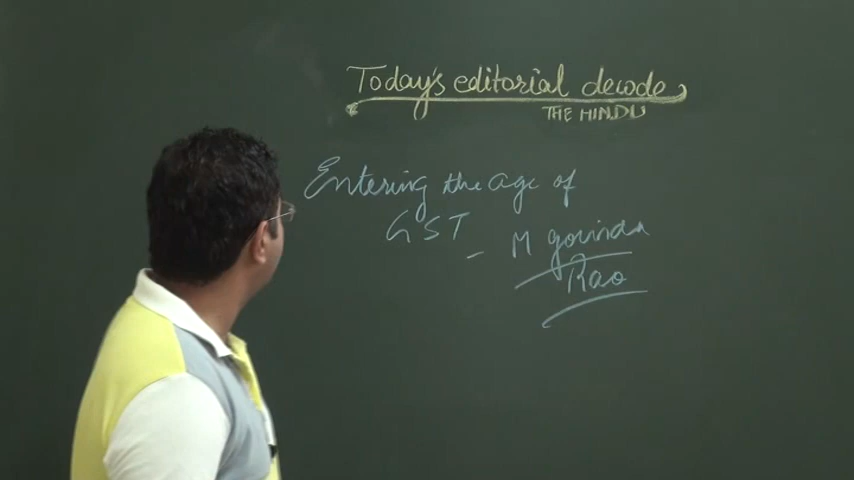 Today's editorial decode
THE HINDU
Entering the age of
GST - M Govinda
Rao